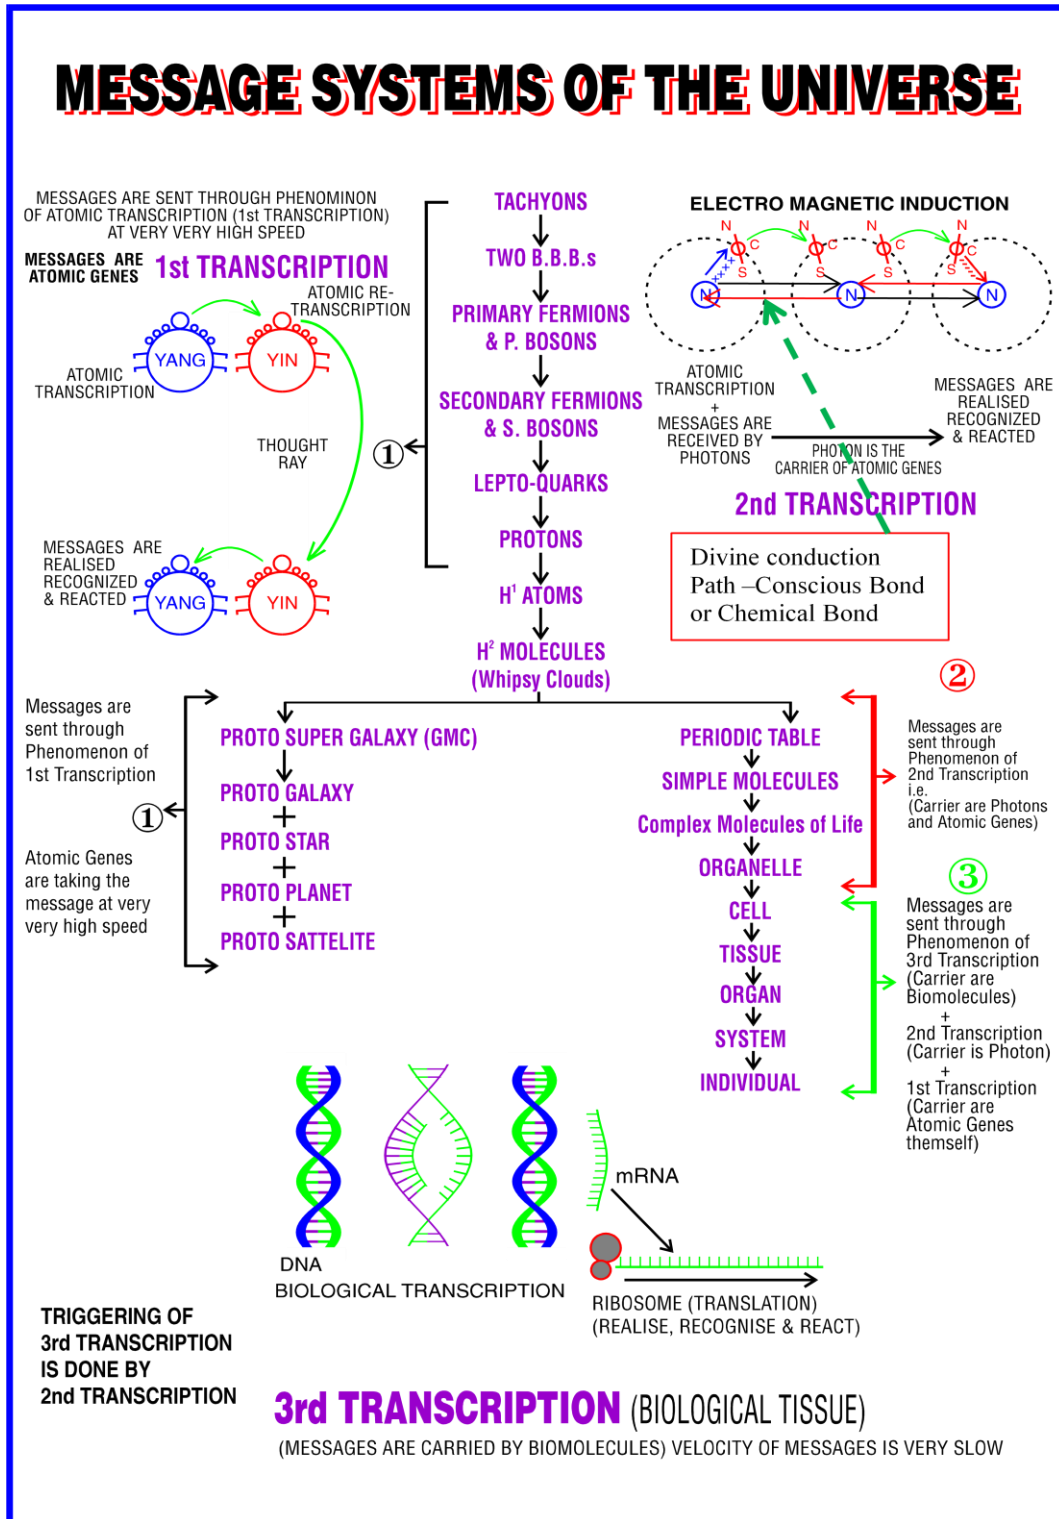 MESSAGE SYSTEMS OF THE UNIVERSE
MESSAGES ARE SENT THROUGH PHENOMINON
OF ATOMIC TRANSCRIPTION (1st TRANSCRIPTION)
AT VERY VERY HIGH SPEED
MESSAGES ARE
ATOMIC GENES
1st TRANSCRIPTION
ATOMIC RE-
TRANSCRIPTION
YANG
YIN
ATOMIC
TRANSCRIPTION
THOUGHT
RAY
MESSAGES ARE
REALISED
RECOGNIZED
& REACTED
YANG
YIN
TACHYONS
TWO B.B.B.s
PRIMARY FERMIONS
& P. BOSONS
SECONDARY FERMIONS
& S. BOSONS
1
LEPTO-QUARKS
PROTONS
H¹ ATOMS
H² MOLECULES
(Whipsy Clouds)
ELECTRO MAGNETIC INDUCTION
N
C
S
N
C
S
N
C
S
N
C
S
++++
N
N
N
ATOMIC
TRANSCRIPTION
+
MESSAGES ARE
RECEIVED BY
PHOTONS
PHOTON IS THE
CARRIER OF ATOMIC GENES
MESSAGES ARE
REALISED
RECOGNIZED
& REACTED
2nd TRANSCRIPTION
Divine conduction
Path –Conscious Bond
or Chemical Bond
Messages are
sent through
Phenomenon of
1st Transcription
1
Atomic Genes
are taking the
message at very
very high speed
PROTO SUPER GALAXY (GMC)
PROTO GALAXY
+
PROTO STAR
+
PROTO PLANET
+
PROTO SATTELITE
PERIODIC TABLE
SIMPLE MOLECULES
Complex Molecules of Life
ORGANELLE
CELL
TISSUE
ORGAN
SYSTEM
INDIVIDUAL
2
Messages are
sent through
Phenomenon of
2nd Transcription
i.e.
(Carrier are Photons
and Atomic Genes)
3
Messages are
sent through
Phenomenon of
3rd Transcription
(Carrier are
Biomolecules)
+
2nd Transcription
(Carrier is Photon)
+
1st Transcription
(Carrier are
Atomic Genes
themself)
mRNA
DNA
BIOLOGICAL TRANSCRIPTION
RIBOSOME (TRANSLATION)
(REALISE, RECOGNISE & REACT)
TRIGGERING OF
3rd TRANSCRIPTION
IS DONE BY
2nd TRANSCRIPTION
3rd TRANSCRIPTION (BIOLOGICAL TISSUE)
(MESSAGES ARE CARRIED BY BIOMOLECULES) VELOCITY OF MESSAGES IS VERY SLOW